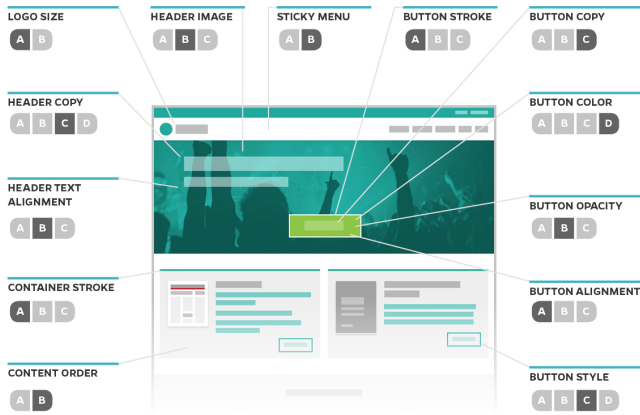 LOGO SIZE
A B
HEADER IMAGE
A B C
STICKY MENU
A B
BUTTON STROKE
A B C
BUTTON COPY
A B C
HEADER COPY
A B C D
BUTTON COLOR
A B C D
HEADER TEXT
ALIGNMENT
A B C
BUTTON OPACITY
A B C
CONTAINER STROKE
A B C
BUTTON ALIGNMENT
A B C
CONTENT ORDER
A B
BUTTON STYLE
A B C D